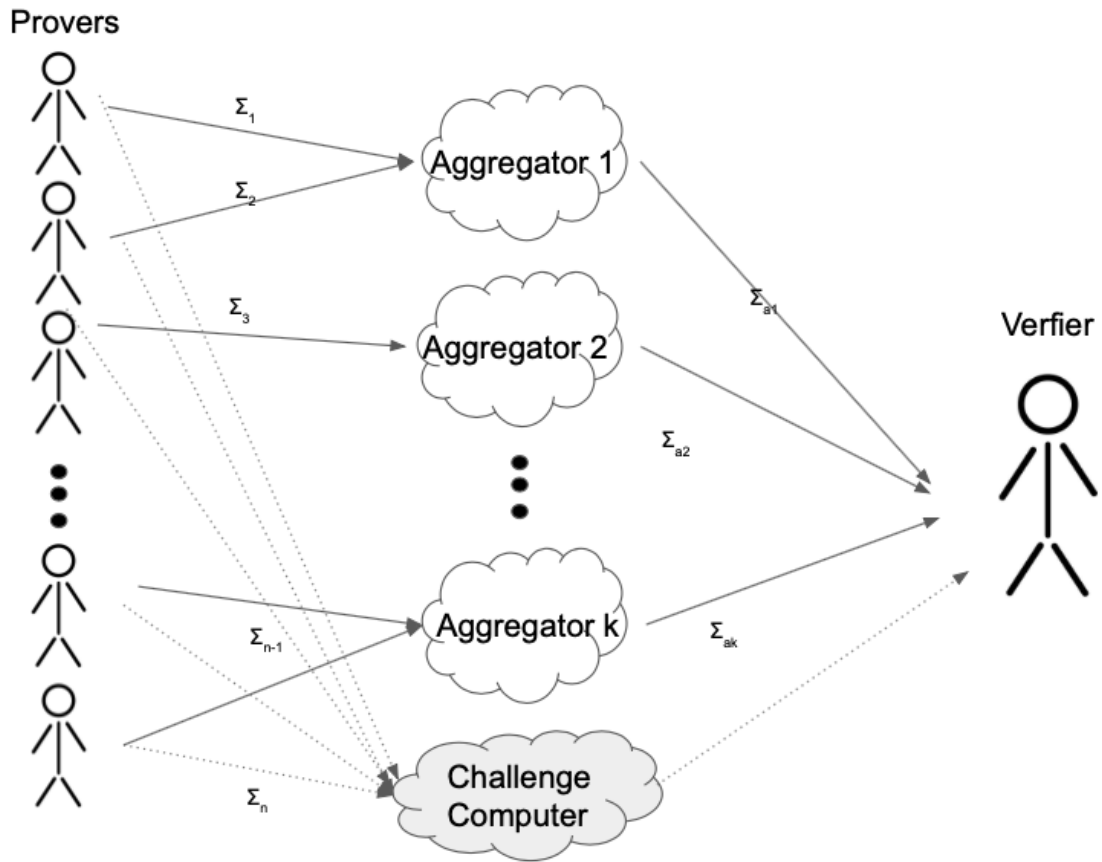 Provers
Σ1
Aggregator 1
Σ2
Σa1
Σ3
Aggregator 2
Verfier
Σa2
Aggregator k
Σn-1
Σak
Challenge
Computer
Σn